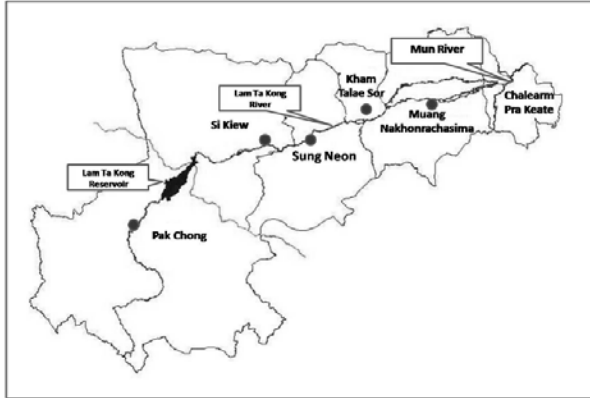 Mun River
Kham
Talae Sor
Chalearm
Pra Keate
Lam Ta Kong
River
Muang
Nakhonrachasima
Si Kiew
Sung Neon
Lam Ta Kong
Reservoir
Pak Chong